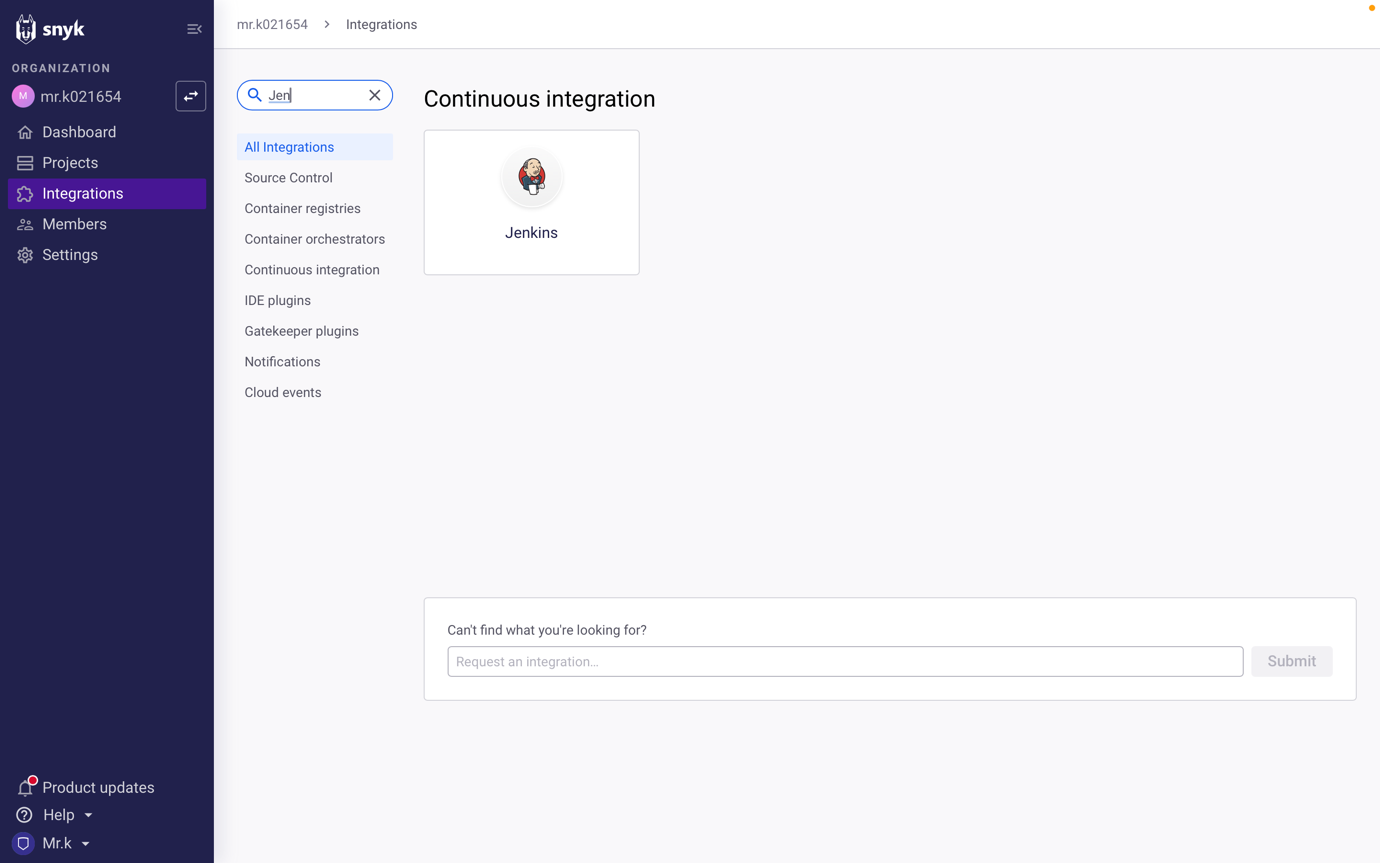 snyk
ORGANIZATION
M
mr.k021654
Dashboard
Projects
Integrations
Members
Settings
Product updates
Help
Mr.k
mr.k021654 > Integrations
Jen
All Integrations
Source Control
Container registries
Container orchestrators
Continuous integration
IDE plugins
Gatekeeper plugins
Notifications
Cloud events
Continuous integration
Jenkins
Can't find what you're looking for?
Request an integration...
Submit